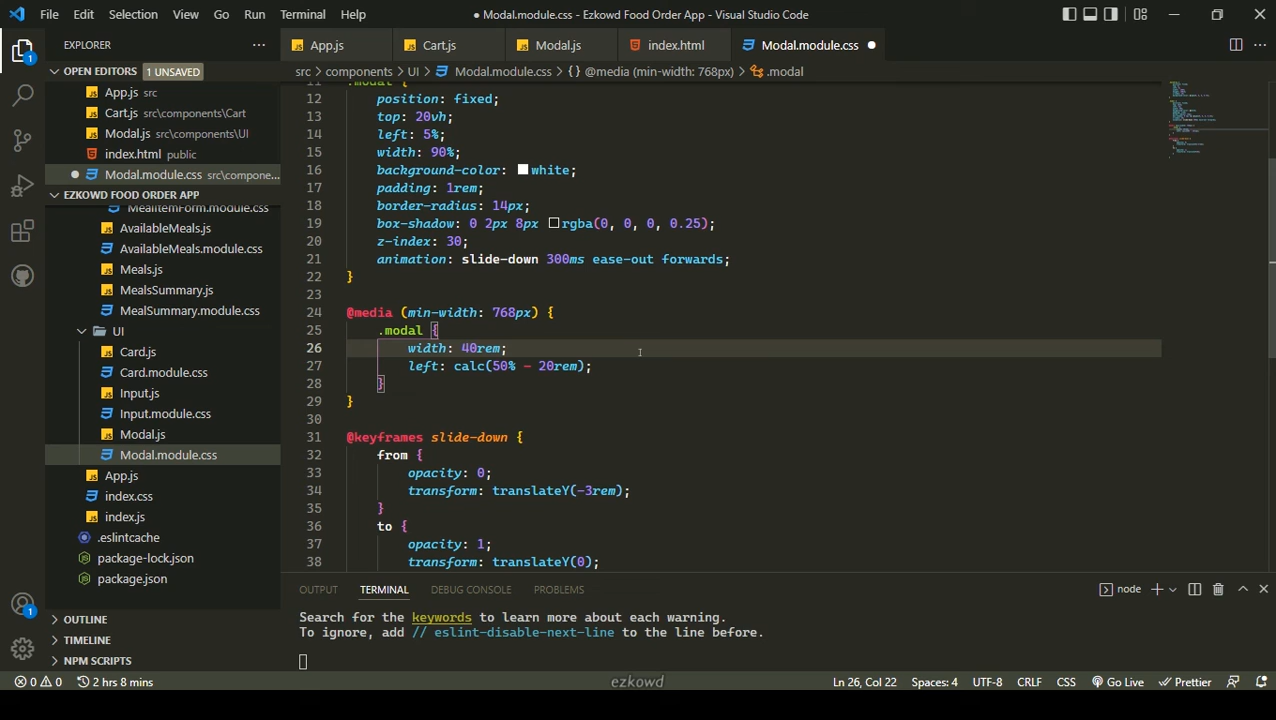 File Edit Selection View Go Run Terminal Help
● Modal.module.css - Ezkowd Food Order App - Visual Studio Code
EXPLORER
App.js Cart.js Modal.js index.html Modal.module.css
OPEN EDITORS 1 UNSAVED
src > components > UI > Modal.module.css > {} @media (min-width: 768px) > .modal
App.js src
Cart.js src\components\Cart
Modal.js src\components\UI
index.html public
Modal.module.css src\compone...
EZKOWD FOOD ORDER APP
MealItemForm.module.css
AvailableMeals.js
AvailableMeals.module.css
Meals.js
MealsSummary.js
MealSummary.module.css
UI
Card.js
Card.module.css
Input.js
Input.module.css
Modal.js
Modal.module.css
App.js
index.css
index.js
.eslintcache
package-lock.json
package.json
OUTLINE
TIMELINE
NPM SCRIPTS
11 .modal {
12 position: fixed;
13 top: 20vh;
14 left: 5%;
15 width: 90%;
16 background-color: white;
17 padding: 1rem;
18 border-radius: 14px;
19 box-shadow: 0 2px 8px rgba(0, 0, 0, 0.25);
20 z-index: 30;
21 animation: slide-down 300ms ease-out forwards;
22 }
23
24 @media (min-width: 768px) {
25 .modal {
26 width: 40rem;
27 left: calc(50% - 20rem);
28 }
29 }
30
31 @keyframes slide-down {
32 from {
33 opacity: 0;
34 transform: translateY(-3rem);
35 }
36 to {
37 opacity: 1;
38 transform: translateY(0);
OUTPUT TERMINAL DEBUG CONSOLE PROBLEMS
node
Search for the keywords to learn more about each warning.
To ignore, add // eslint-disable-next-line to the line before.
1
1
0 0 2 hrs 8 mins
ezkowd
Ln 26, Col 22 Spaces: 4 UTF-8 CRLF CSS Go Live Prettier